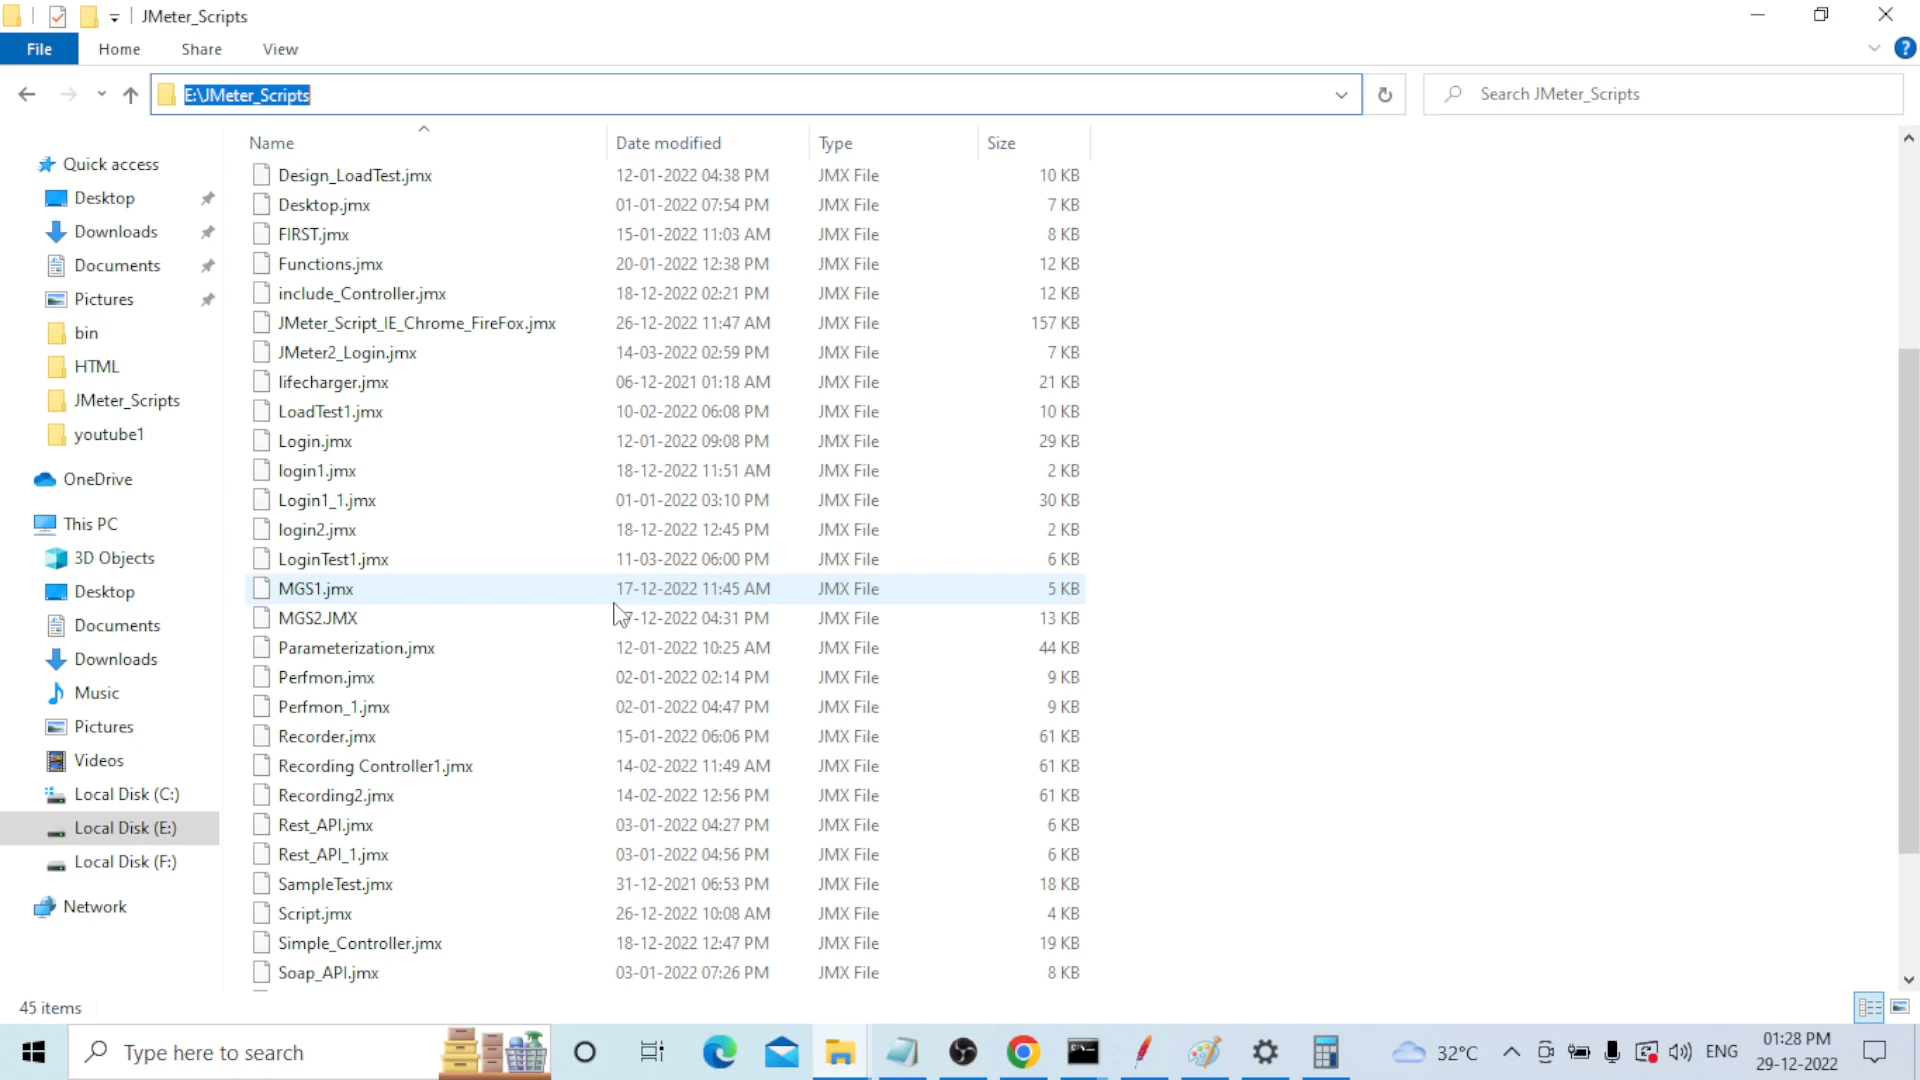 JMeter_Scripts
File Home Share View
E:\JMeter_Scripts
Search JMeter_Scripts
Name Date modified Type Size
Quick access
Desktop
Downloads
Documents
Pictures
bin
HTML
JMeter_Scripts
youtube1
OneDrive
This PC
3D Objects
Desktop
Documents
Downloads
Music
Pictures
Videos
Local Disk (C:)
Local Disk (E:)
Local Disk (F:)
Network
Design_LoadTest.jmx 12-01-2022 04:38 PM JMX File 10 KB
Desktop.jmx 01-01-2022 07:54 PM JMX File 7 KB
FIRST.jmx 15-01-2022 11:03 AM JMX File 8 KB
Functions.jmx 20-01-2022 12:38 PM JMX File 12 KB
include_Controller.jmx 18-12-2022 02:21 PM JMX File 12 KB
JMeter_Script_IE_Chrome_FireFox.jmx 26-12-2022 11:47 AM JMX File 157 KB
JMeter2_Login.jmx 14-03-2022 02:59 PM JMX File 7 KB
lifecharger.jmx 06-12-2021 01:18 AM JMX File 21 KB
LoadTest1.jmx 10-02-2022 06:08 PM JMX File 10 KB
Login.jmx 12-01-2022 09:08 PM JMX File 29 KB
login1.jmx 18-12-2022 11:51 AM JMX File 2 KB
Login1_1.jmx 01-01-2022 03:10 PM JMX File 30 KB
login2.jmx 18-12-2022 12:45 PM JMX File 2 KB
LoginTest1.jmx 11-03-2022 06:00 PM JMX File 6 KB
MGS1.jmx 17-12-2022 11:45 AM JMX File 5 KB
MGS2.JMX 7-12-2022 04:31 PM JMX File 13 KB
Parameterization.jmx 12-01-2022 10:25 AM JMX File 44 KB
Perfmon.jmx 02-01-2022 02:14 PM JMX File 9 KB
Perfmon_1.jmx 02-01-2022 04:47 PM JMX File 9 KB
Recorder.jmx 15-01-2022 06:06 PM JMX File 61 KB
Recording Controller1.jmx 14-02-2022 11:49 AM JMX File 61 KB
Recording2.jmx 14-02-2022 12:56 PM JMX File 61 KB
Rest_API.jmx 03-01-2022 04:27 PM JMX File 6 KB
Rest_API_1.jmx 03-01-2022 04:56 PM JMX File 6 KB
SampleTest.jmx 31-12-2021 06:53 PM JMX File 18 KB
Script.jmx 26-12-2022 10:08 AM JMX File 4 KB
Simple_Controller.jmx 18-12-2022 12:47 PM JMX File 19 KB
Soap_API.jmx 03-01-2022 07:26 PM JMX File 8 KB
45 items
Type here to search
32°C
ENG
01:28 PM
29-12-2022